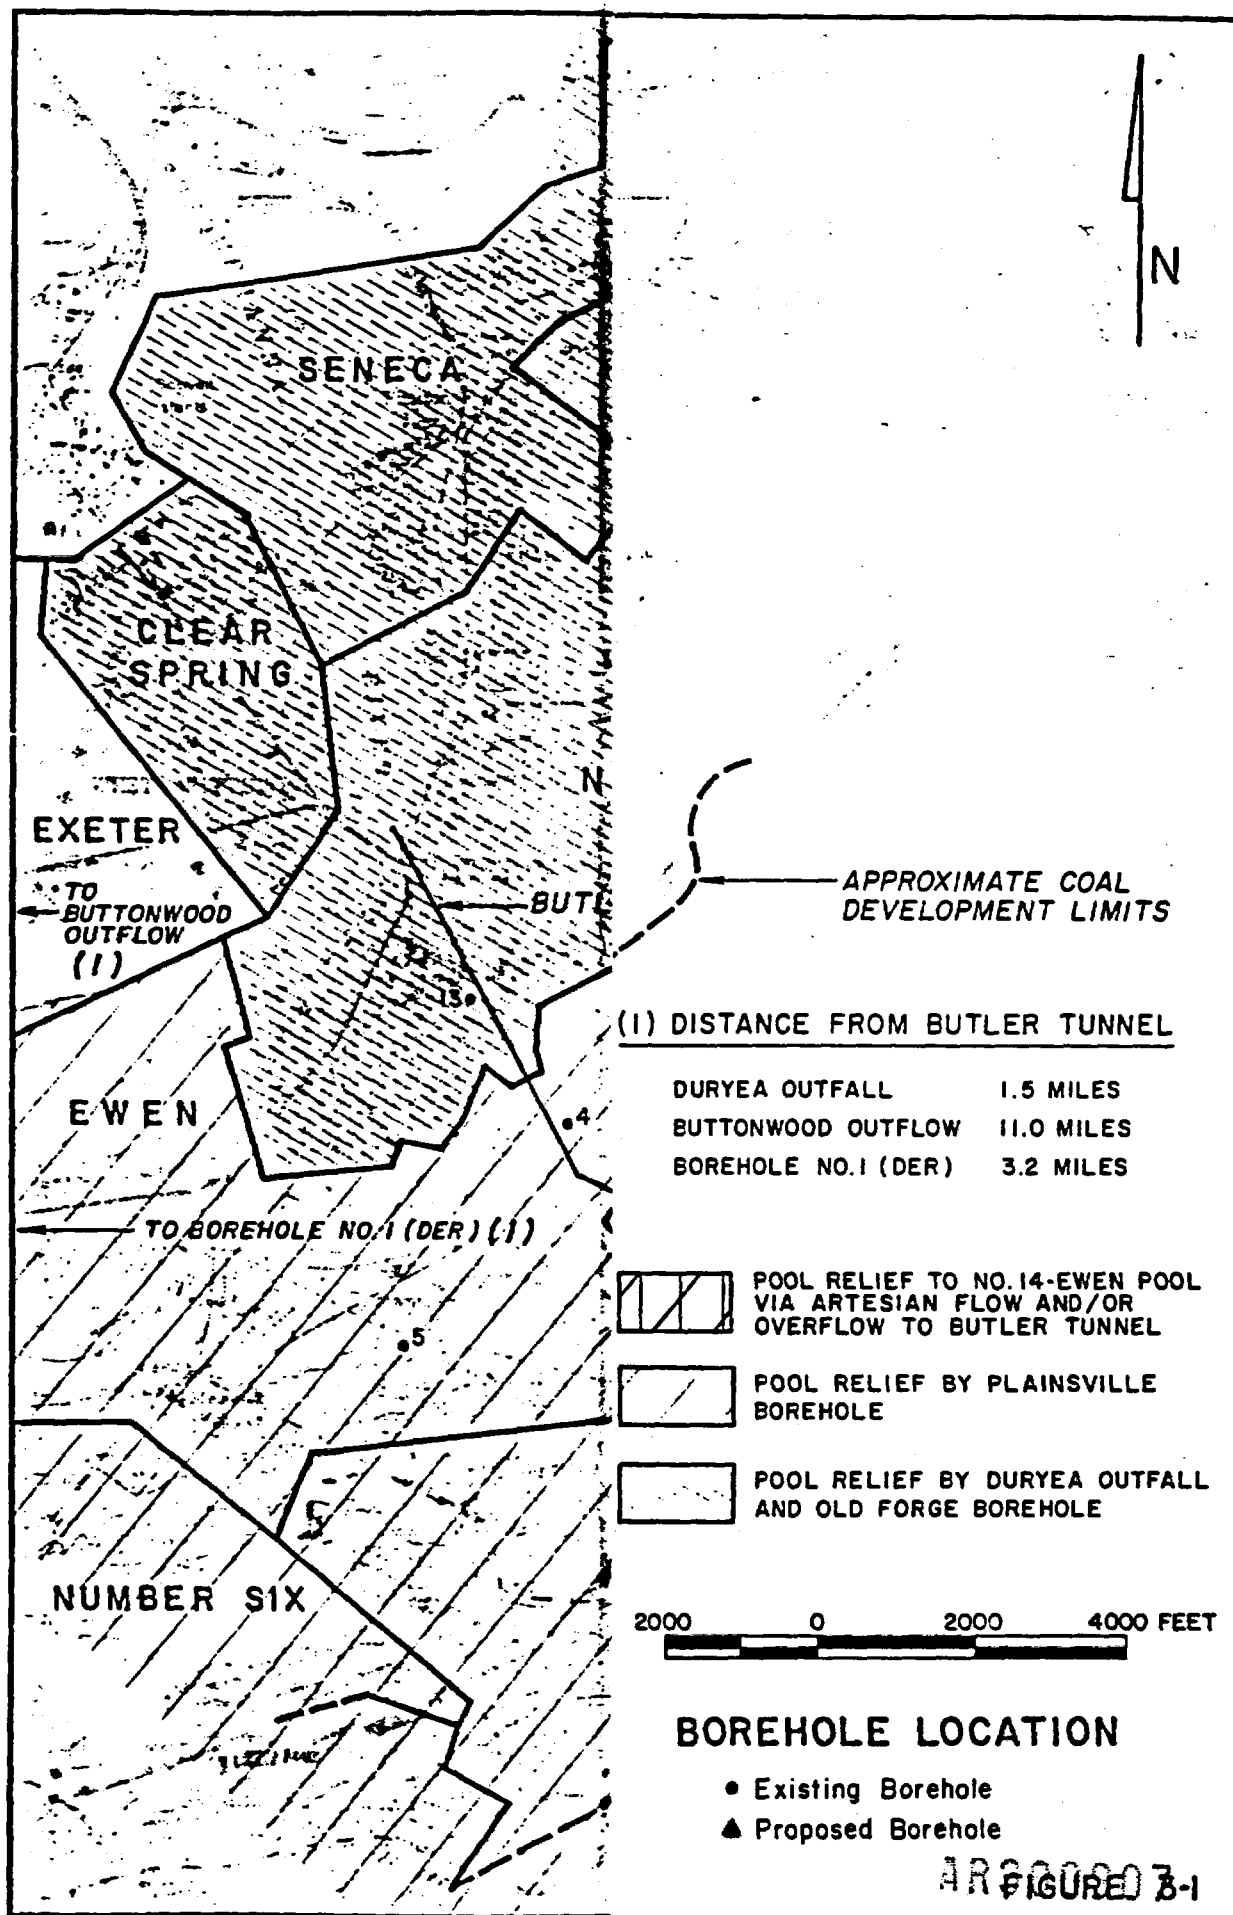 N
SENECA
CLEAR
SPRING
N
EXETER
TO
BUTTONWOOD
OUTFLOW
(1)
BUTL
APPROXIMATE COAL
DEVELOPMENT LIMITS
13
(1) DISTANCE FROM BUTLER TUNNEL
DURYEA OUTFALL 1.5 MILES
BUTTONWOOD OUTFLOW 11.0 MILES
BOREHOLE NO. 1 (DER) 3.2 MILES
EWEN
4
TO BOREHOLE NO. 1 (DER) (1)
5
POOL RELIEF TO NO. 14-EWEN POOL
VIA ARTESIAN FLOW AND/OR
OVERFLOW TO BUTLER TUNNEL
POOL RELIEF BY PLAINSVILLE
BOREHOLE
POOL RELIEF BY DURYEA OUTFALL
AND OLD FORGE BOREHOLE
NUMBER SIX
2000 0 2000 4000 FEET
BOREHOLE LOCATION
Existing Borehole
Proposed Borehole
FIGURE 3-1